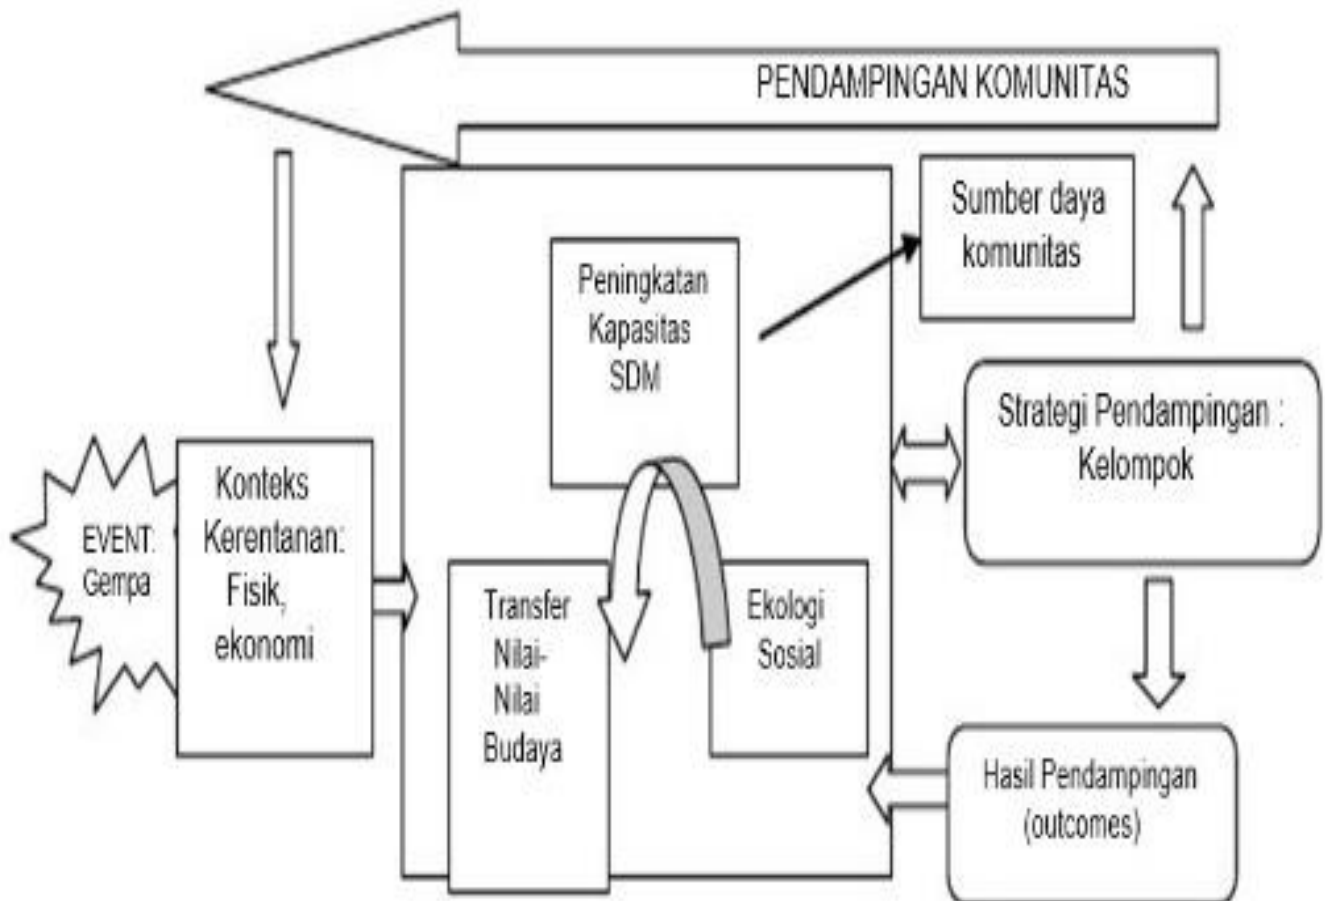 PENDAMPINGAN KOMUNITAS
Sumber daya
komunitas
Peningkatan
Kapasitas
SDM
Strategi Pendampingan :
Kelompok
EVENT:
Gempa
Konteks
Kerentanan:
Fisik,
ekonomi
Transfer
Nilai-
Nilai
Budaya
Ekologi
Sosial
Hasil Pendampingan
(outcomes)